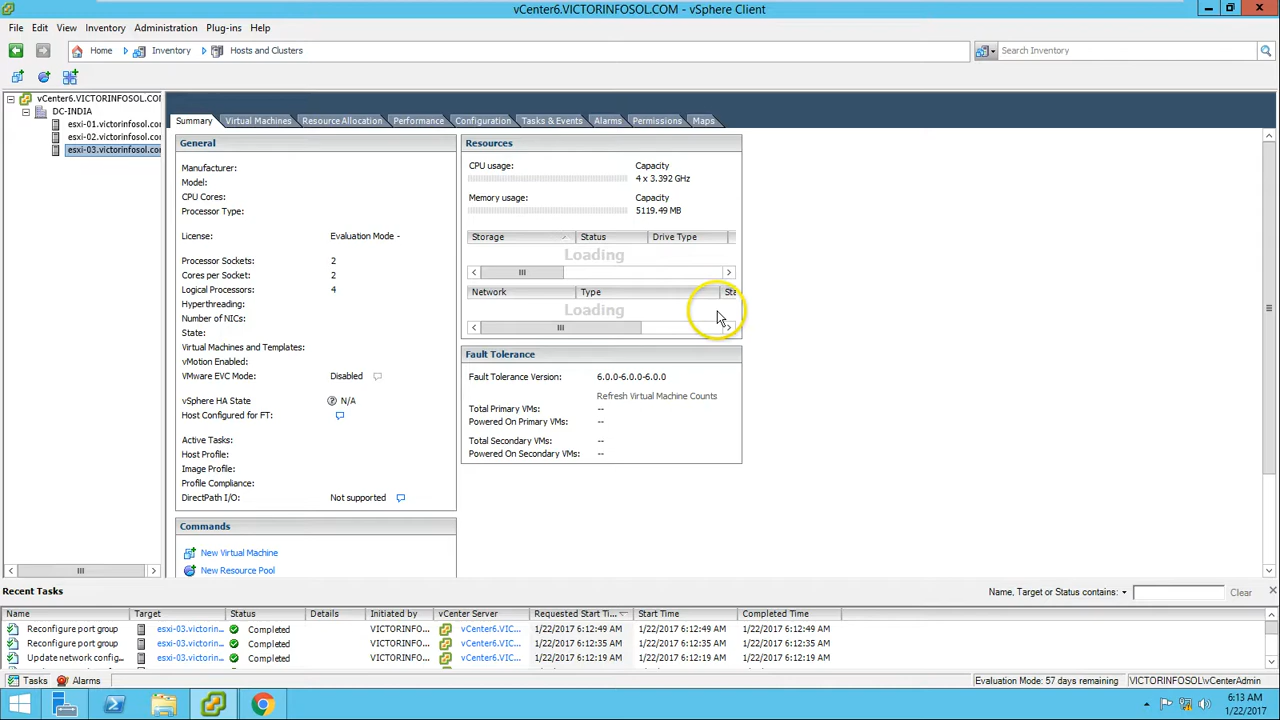 vCenter6.VICTORINFOSOL.COM - vSphere Client
File Edit View Inventory Administration Plug-ins Help
Home Inventory Hosts and Clusters Search Inventory
vCenter6.VICTORINFOSOL.COM
DC-INDIA
esxi-01.victorinfosol.com
esxi-02.victorinfosol.com
esxi-03.victorinfosol.com
Summary Virtual Machines Resource Allocation Performance Configuration Tasks & Events Alarms Permissions Maps
General
Manufacturer:
Model:
CPU Cores:
Processor Type:
License: Evaluation Mode -
Processor Sockets: 2
Cores per Socket: 2
Logical Processors: 4
Hyperthreading:
Number of NICs:
State:
Virtual Machines and Templates:
vMotion Enabled:
VMware EVC Mode: Disabled
vSphere HA State N/A
Host Configured for FT:
Active Tasks:
Host Profile:
Image Profile:
Profile Compliance:
DirectPath I/O: Not supported
Commands
New Virtual Machine
New Resource Pool
Resources
CPU usage: Capacity
4 x 3.392 GHz
Memory usage: Capacity
5119.49 MB
Storage Status Drive Type
Loading
Network Type Sta
Loading
Fault Tolerance
Fault Tolerance Version: 6.0.0-6.0.0-6.0.0
Refresh Virtual Machine Counts
Total Primary VMs: --
Powered On Primary VMs: --
Total Secondary VMs: --
Powered On Secondary VMs: --
Recent Tasks Name, Target or Status contains: Clear
Name Target Status Details Initiated by vCenter Server Requested Start Ti... Start Time Completed Time
Reconfigure port group esxi-03.victorin... Completed VICTORINFO... vCenter6.VIC... 1/22/2017 6:12:49 AM 1/22/2017 6:12:49 AM 1/22/2017 6:12:49 AM
Reconfigure port group esxi-03.victorin... Completed VICTORINFO... vCenter6.VIC... 1/22/2017 6:12:35 AM 1/22/2017 6:12:35 AM 1/22/2017 6:12:35 AM
Update network config... esxi-03.victorin... Completed VICTORINFO... vCenter6.VIC... 1/22/2017 6:12:19 AM 1/22/2017 6:12:19 AM 1/22/2017 6:12:19 AM
Tasks Alarms Evaluation Mode: 57 days remaining VICTORINFOSOL\vCenterAdmin
6:13 AM
1/22/2017